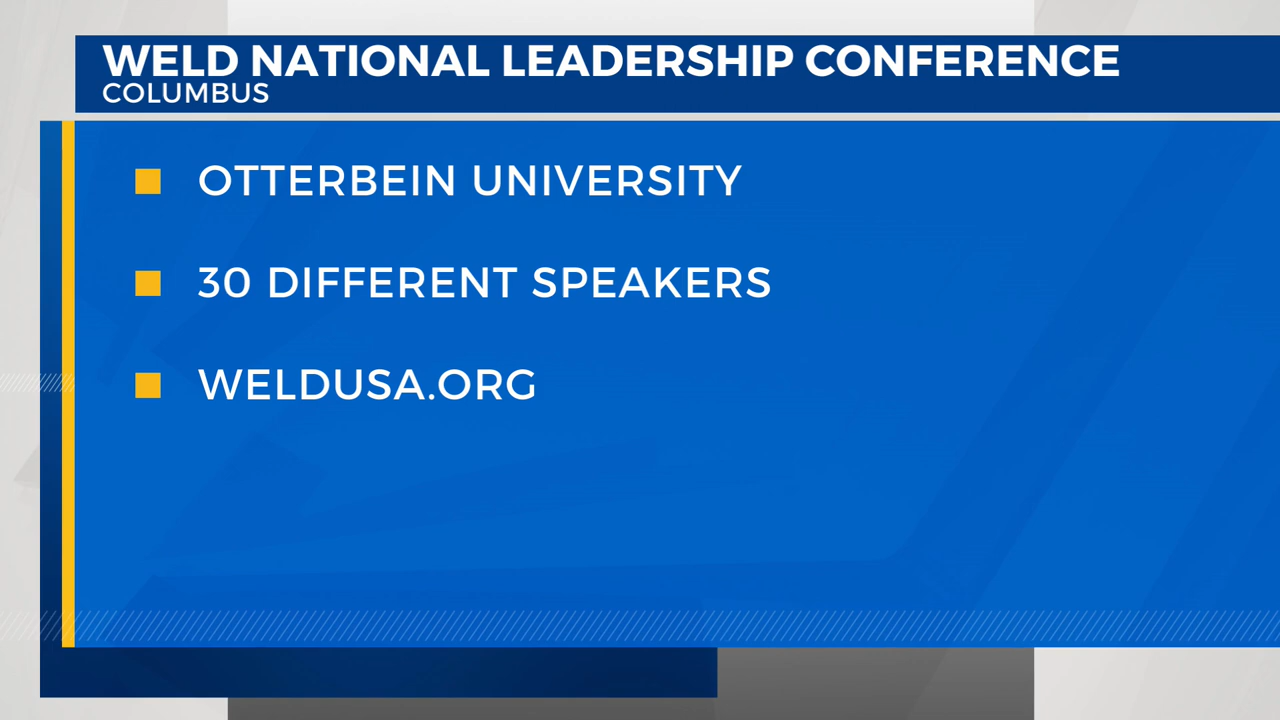 WELD NATIONAL LEADERSHIP CONFERENCE
COLUMBUS
OTTERBEIN UNIVERSITY
30 DIFFERENT SPEAKERS
WELDUSA.ORG